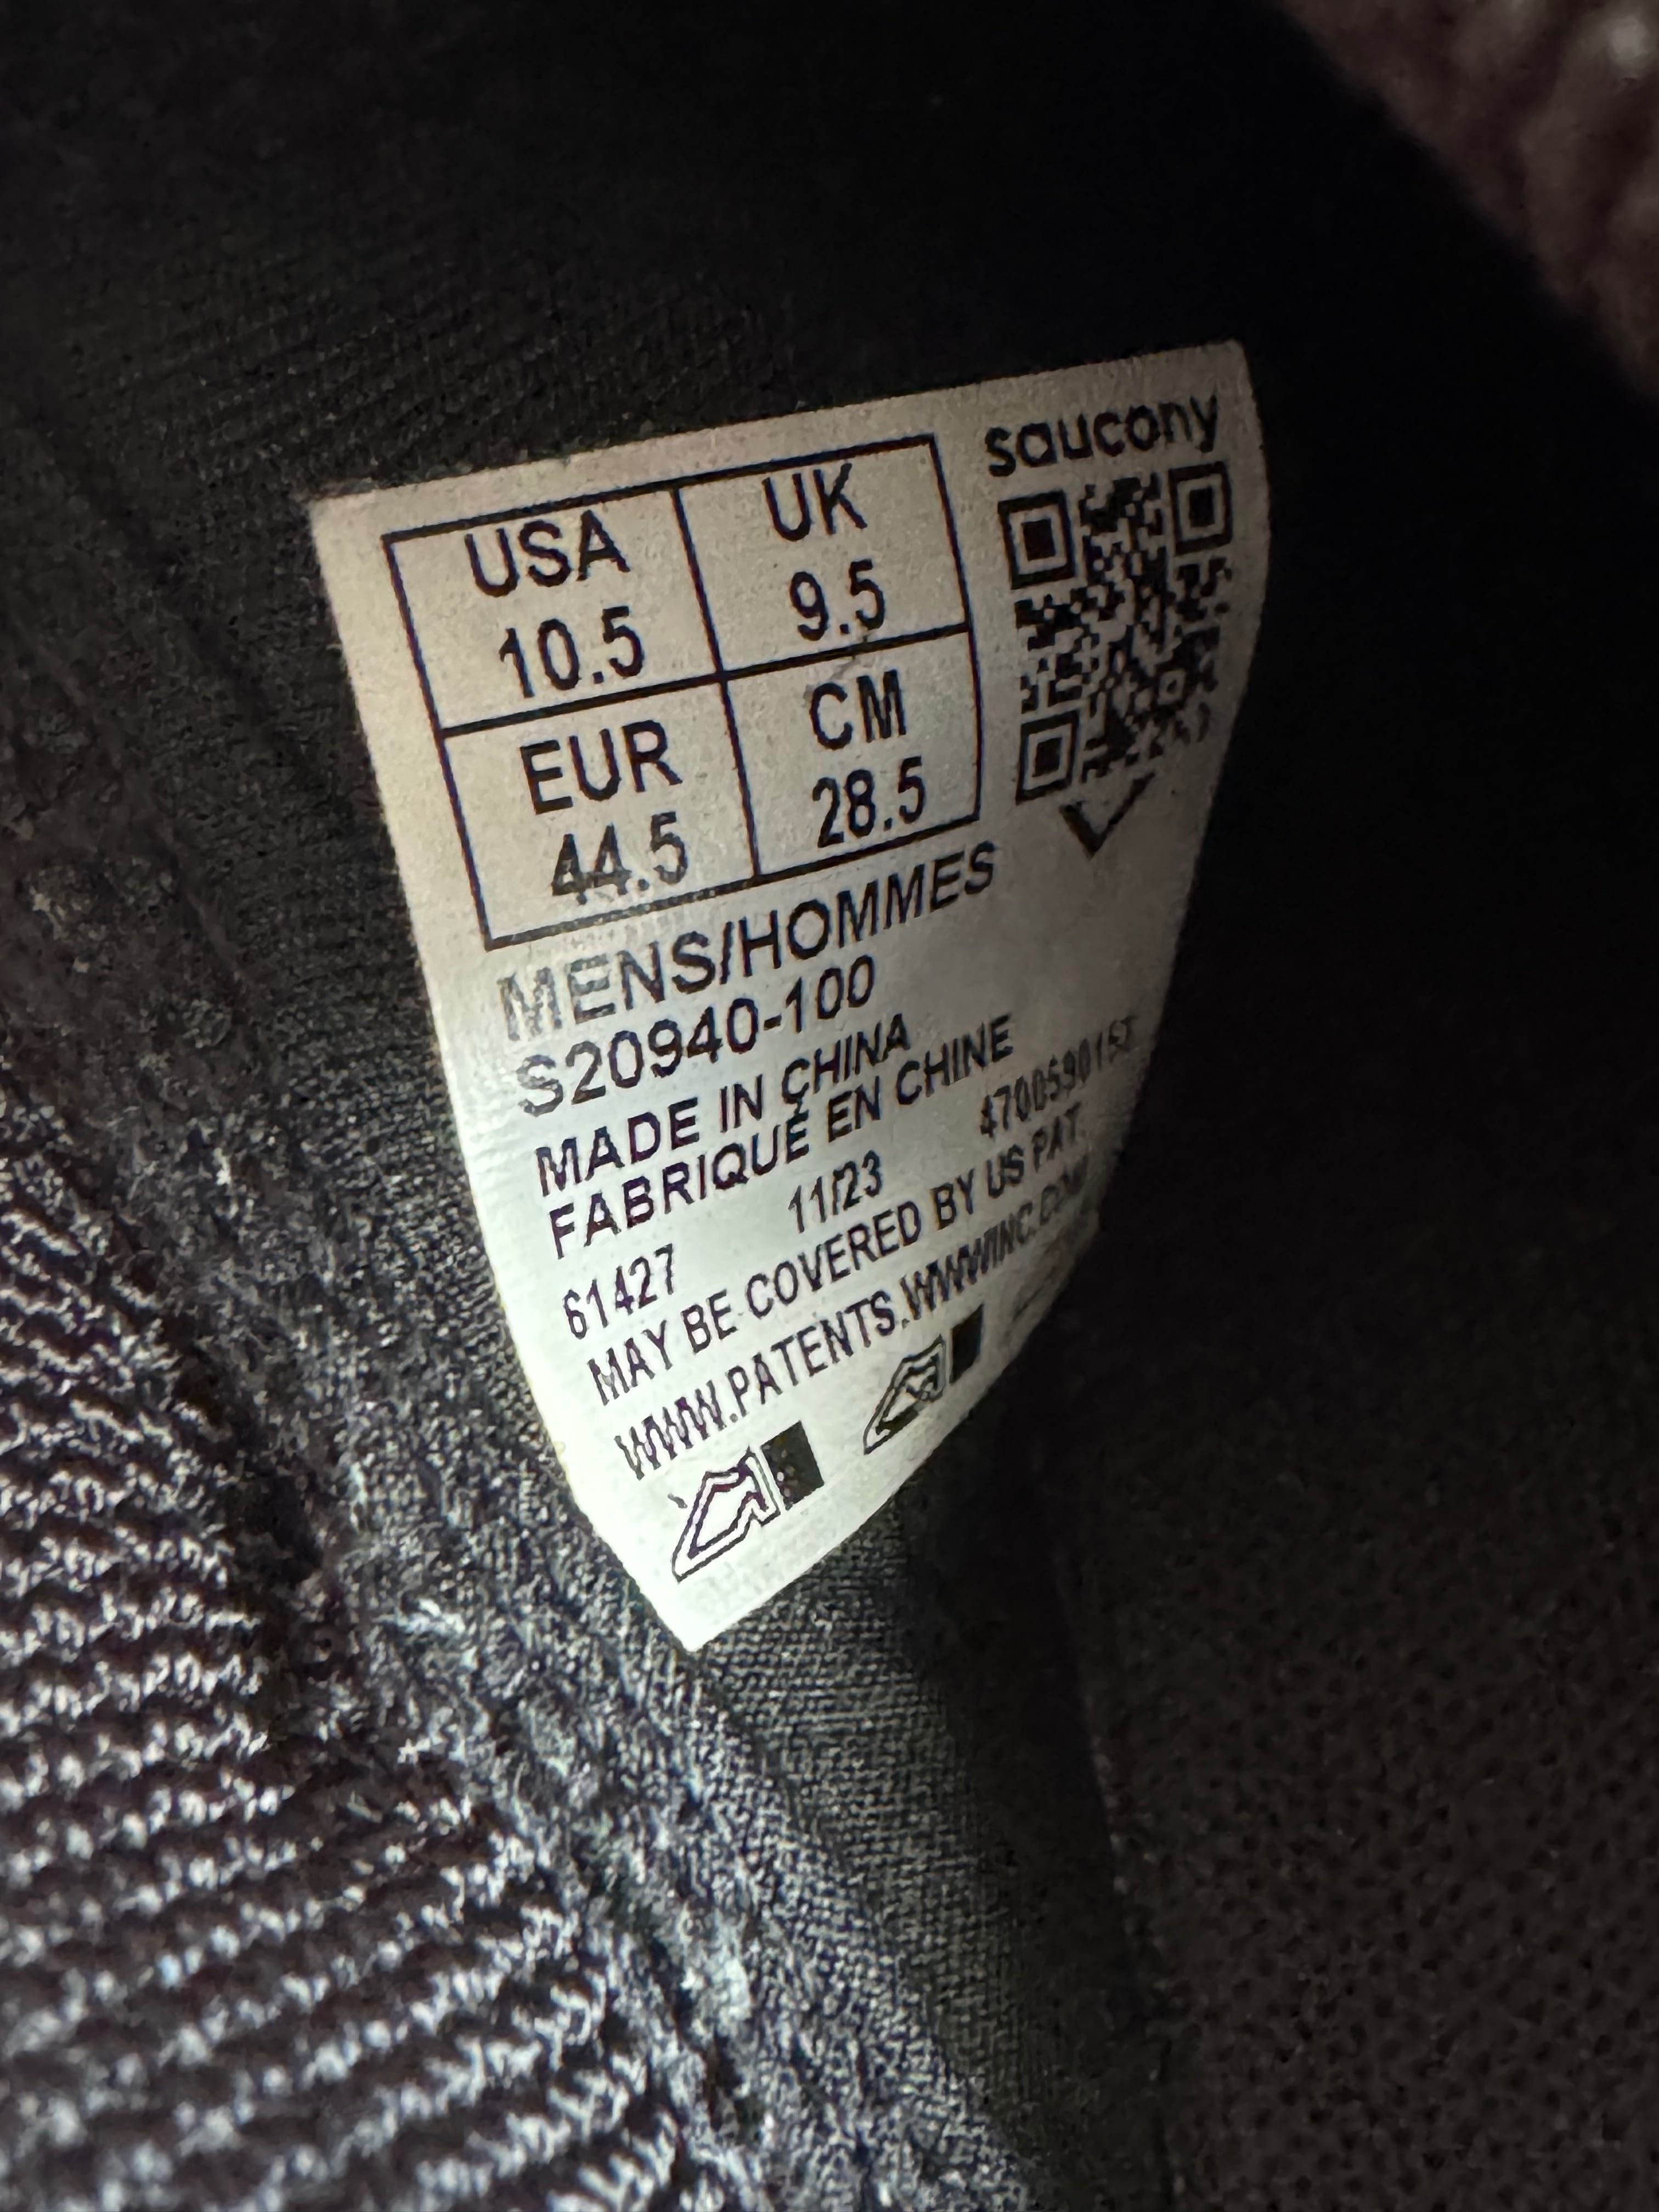 saucony
USA 10.5
UK 9.5
EUR 44.5
CM 28.5
MENS/HOMMES
S20940-100
MADE IN CHINA
FABRIQUÉ EN CHINE
61427 11/23
MAY BE COVERED BY US PAT.
WWW.PATENTS.WWWINC.COM